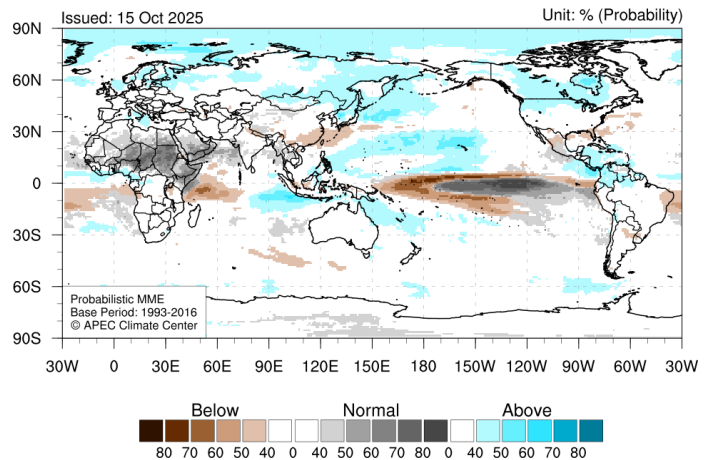 Issued: 15 Oct 2025
Unit: % (Probability)
90N
60N
30N
0
30S
60S
90S
Probabilistic MME
Base Period: 1993-2016
© APEC Climate Center
30W 0 30E 60E 90E 120E 150E 180 150W 120W 90W 60W 30W
Below Normal Above
80 70 60 50 40 0 40 50 60 70 80 0 40 50 60 70 80